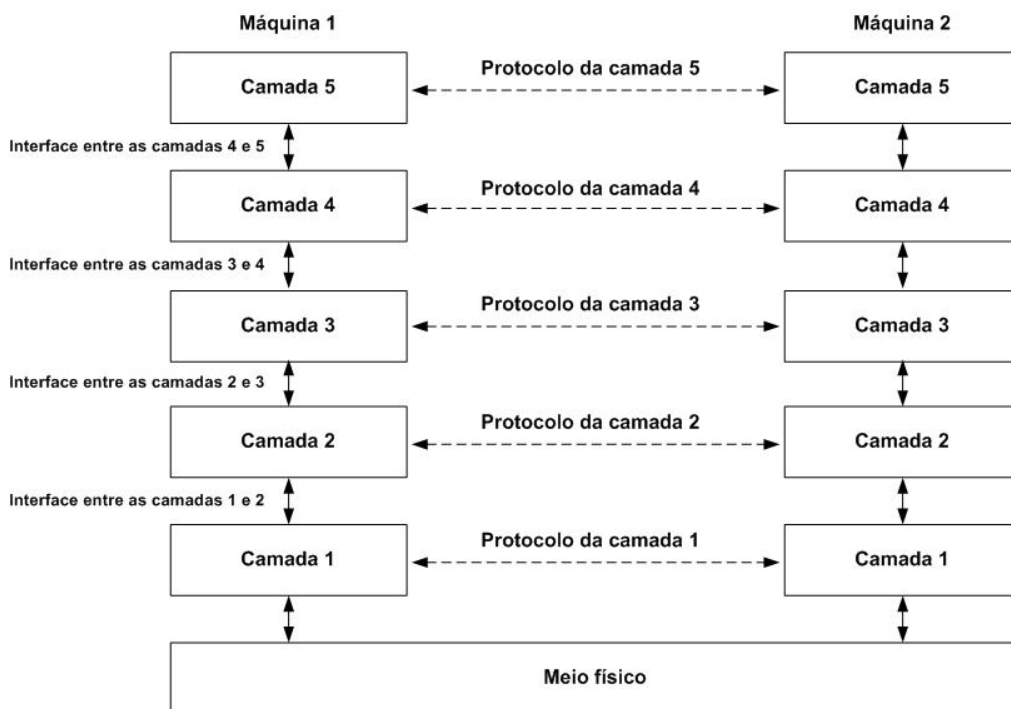 Máquina 1
Máquina 2
Camada 5
Protocolo da camada 5
Camada 5
Interface entre as camadas 4 e 5
Camada 4
Protocolo da camada 4
Camada 4
Interface entre as camadas 3 e 4
Camada 3
Protocolo da camada 3
Camada 3
Interface entre as camadas 2 e 3
Camada 2
Protocolo da camada 2
Camada 2
Interface entre as camadas 1 e 2
Camada 1
Protocolo da camada 1
Camada 1
Meio físico